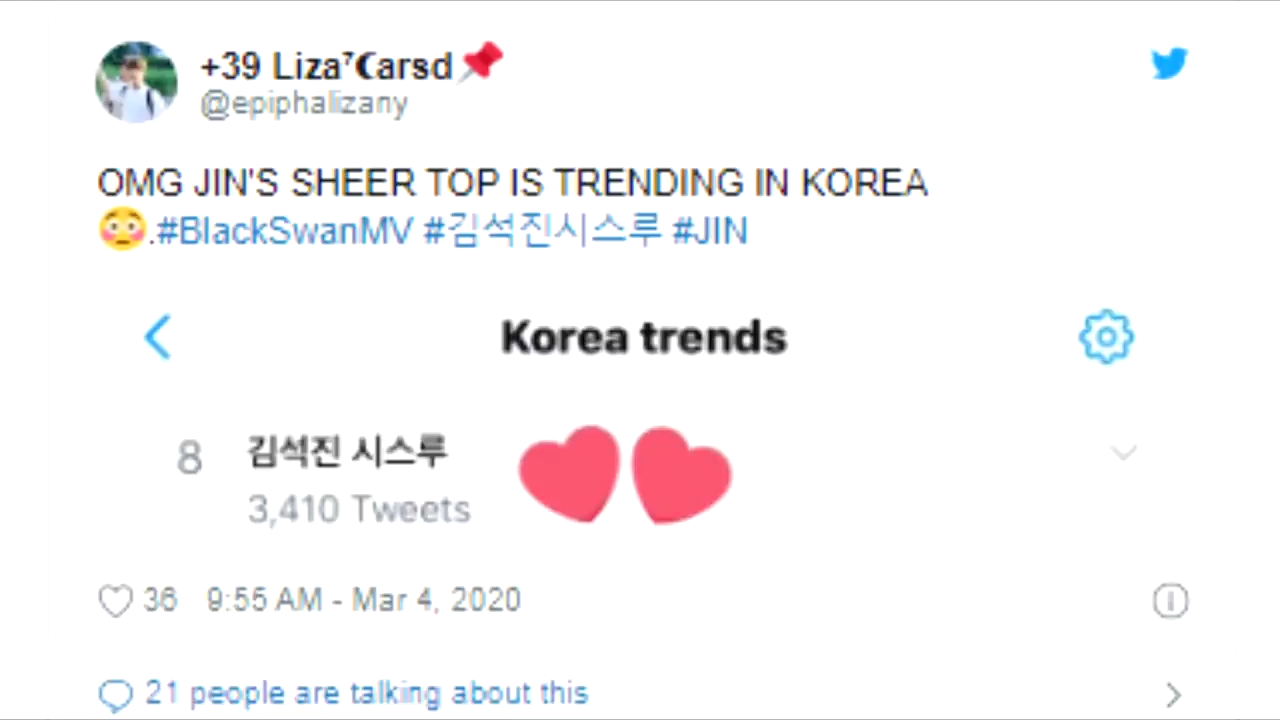 +39 Liza⁷☾arsd📌
@epiphalizany
OMG JIN'S SHEER TOP IS TRENDING IN KOREA
😳.#BlackSwanMV #김석진시스루 #JIN
Korea trends
8 김석진 시스루
3,410 Tweets
36 9:55 AM - Mar 4, 2020
21 people are talking about this